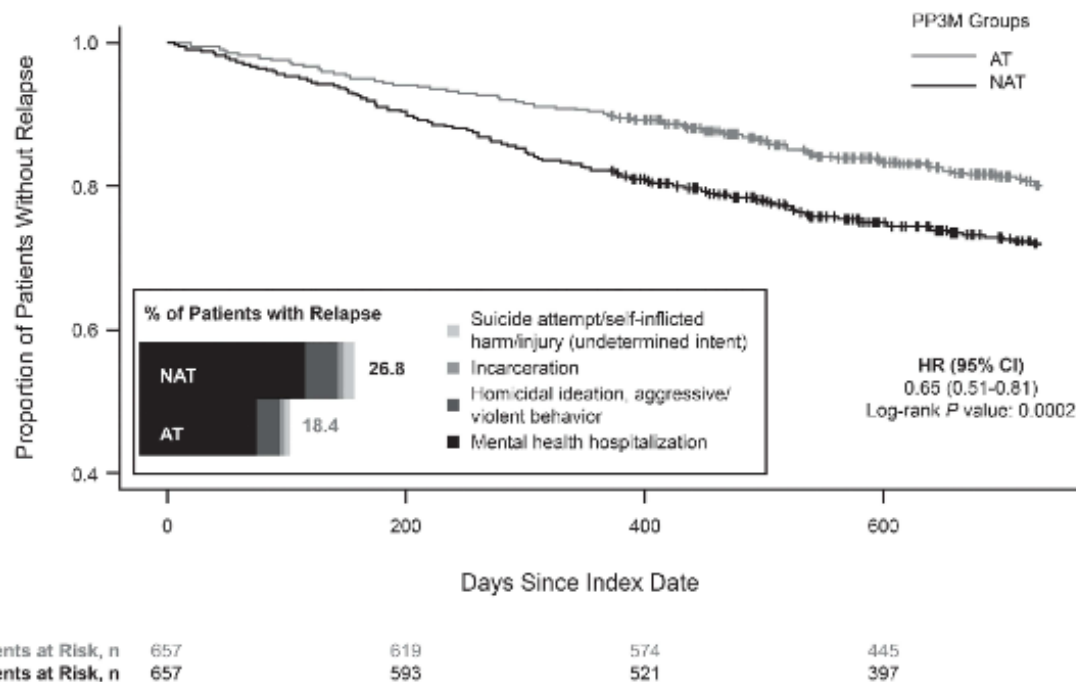 PP3M Groups
AT
NAT
Proportion of Patients Without Relapse
1.0
0.8
0.6
0.4
% of Patients with Relapse
NAT
26.8
AT
18.4
Suicide attempt/self-inflicted
harm/injury (undetermined intent)
Incarceration
Homicidal ideation, aggressive/
violent behavior
Mental health hospitalization
HR (95% CI)
0.65 (0.51-0.81)
Log-rank P value: 0.0002
0 200 400 600
Days Since Index Date
ents at Risk, n 657 619 574 445
ents at Risk, n 657 593 521 397